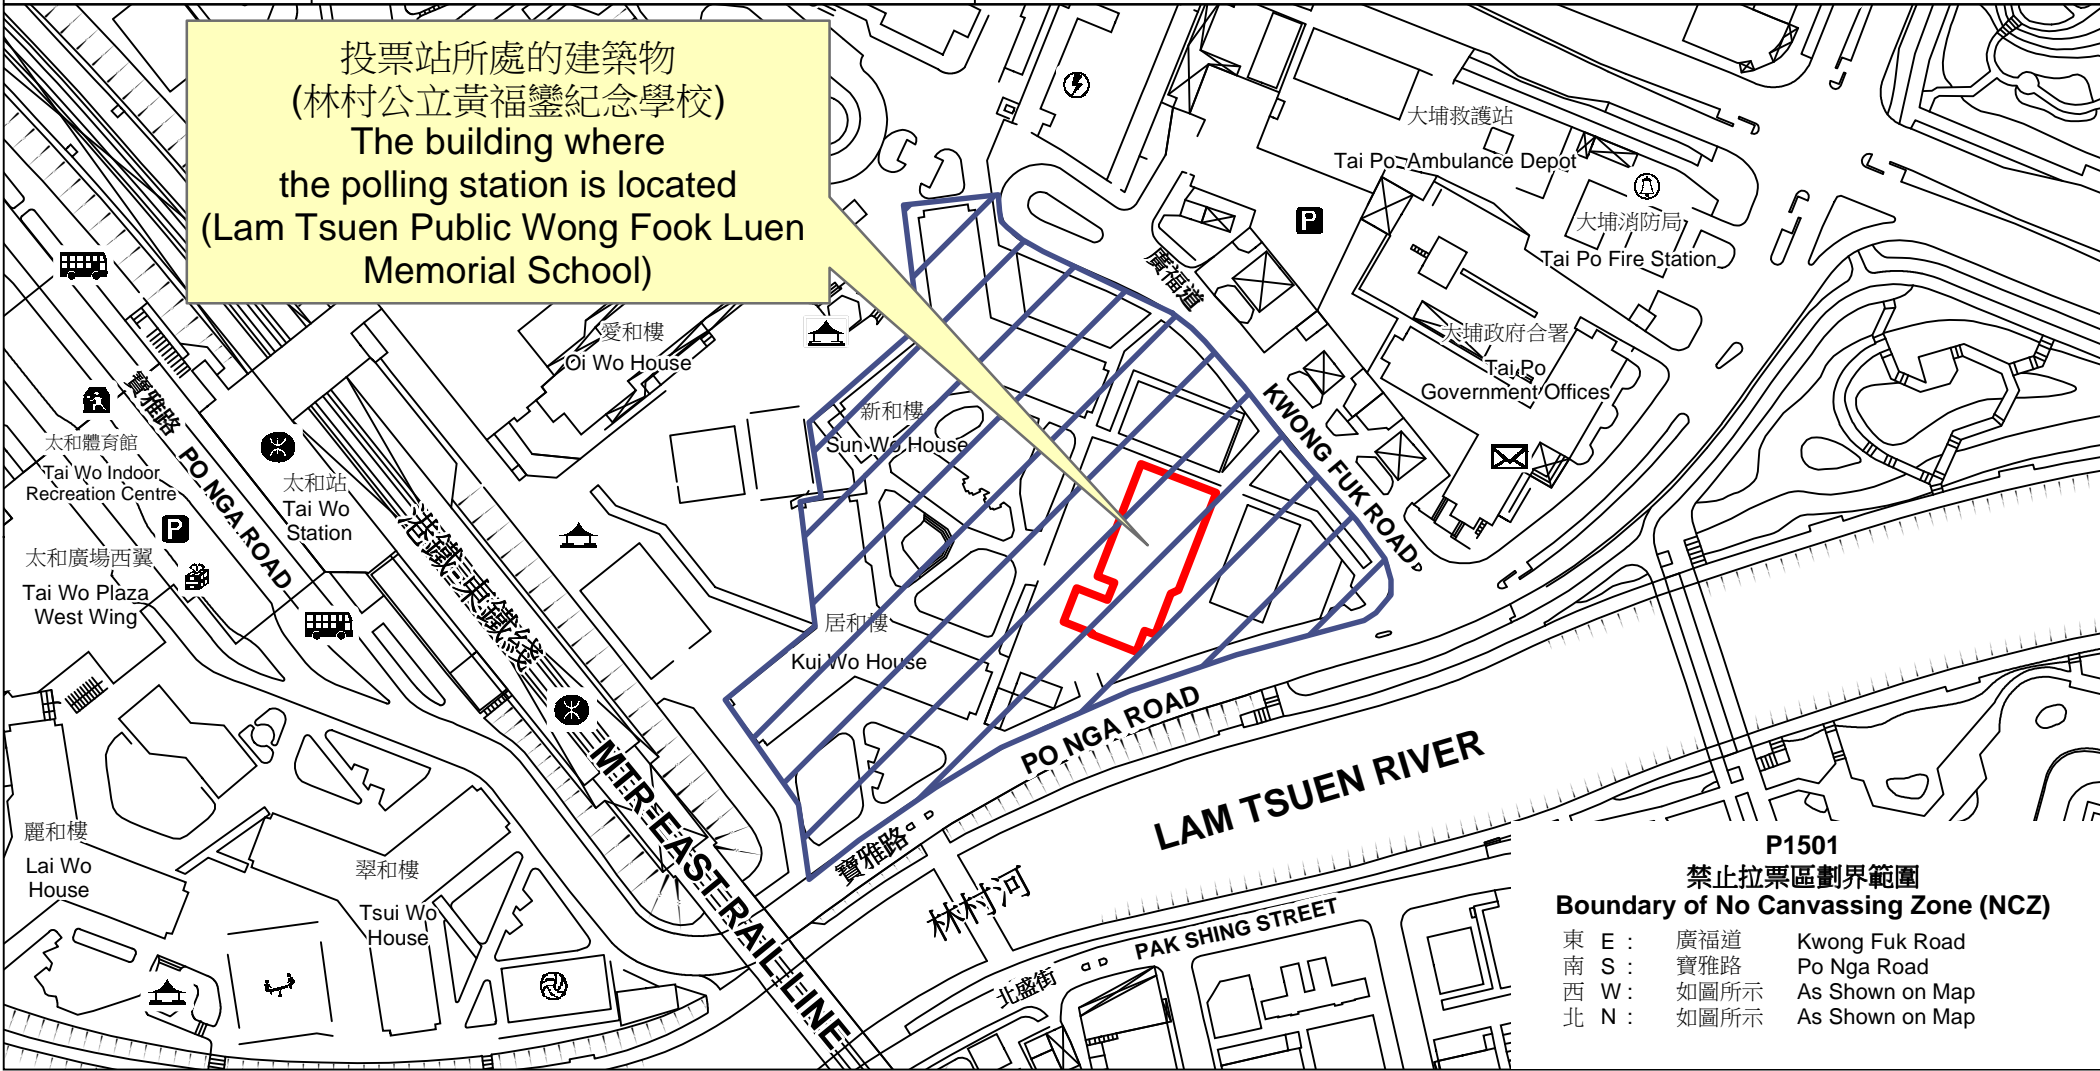 投票站所處的建築物
(林村公立黃福鑾紀念學校)
The building where
the polling station is located
(Lam Tsuen Public Wong Fook Luen
Memorial School)
大埔救護站
Tai Po Ambulance Depot
P
大埔消防局
Tai Po Fire Station
廣福道
KWONG FUK ROAD
大埔政府合署
Tai Po
Government Offices
愛和樓
Oi Wo House
新和樓
Sun Wo House
居和樓
Kui Wo House
寶雅路
PO NGA ROAD
太和體育館
Tai Wo Indoor
Recreation Centre
太和站
Tai Wo
Station
P
太和廣場西翼
Tai Wo Plaza
West Wing
港鐵-東鐵綫
MTR-EAST RAIL LINE
PO NGA ROAD
寶雅路
LAM TSUEN RIVER
林村河
麗和樓
Lai Wo
House
翠和樓
Tsui Wo
House
PAK SHING STREET
北盛街
P1501
禁止拉票區劃界範圍
Boundary of No Canvassing Zone (NCZ)
東 E : 廣福道 Kwong Fuk Road
南 S : 寶雅路 Po Nga Road
西 W : 如圖所示 As Shown on Map
北 N : 如圖所示 As Shown on Map